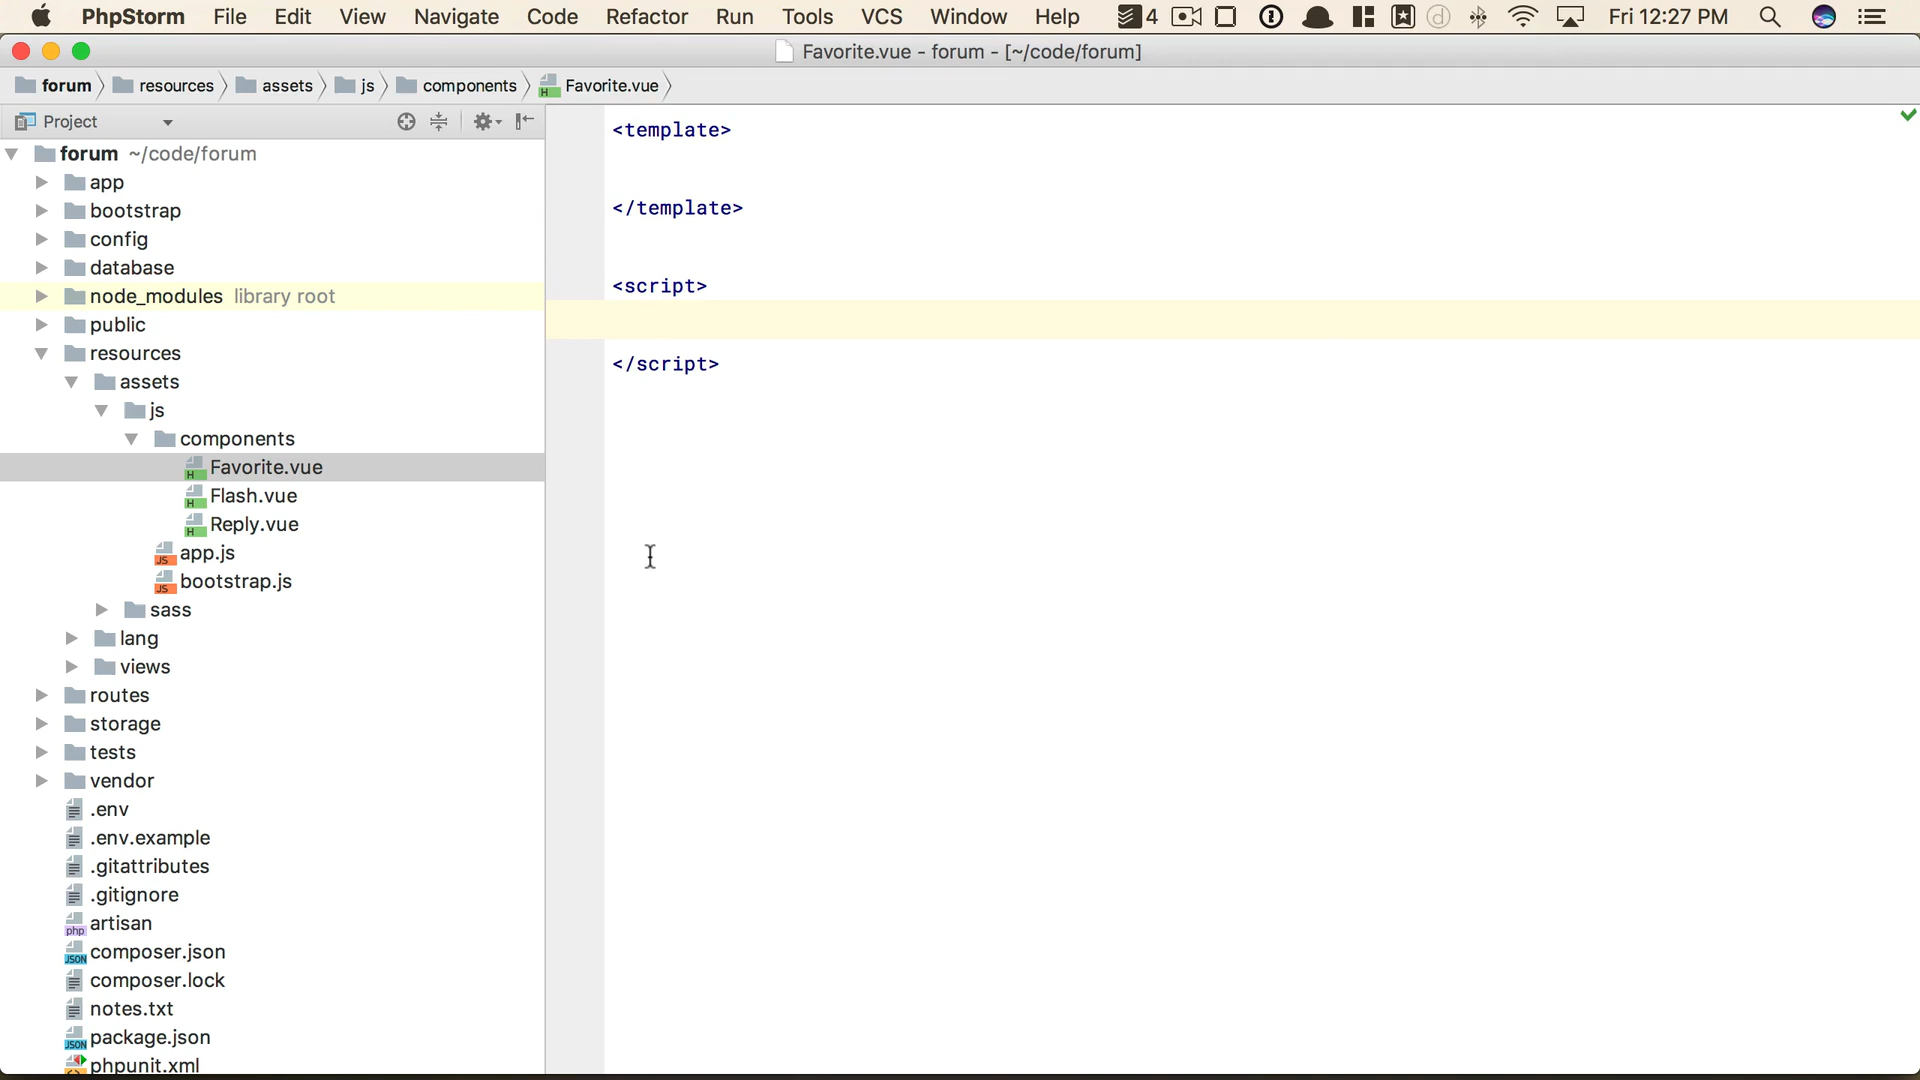 PhpStorm File Edit View Navigate Code Refactor Run Tools VCS Window Help 4 Fri 12:27 PM
Favorite.vue - forum - [~/code/forum]
forum resources assets js components Favorite.vue
Project
forum ~/code/forum
app
bootstrap
config
database
node_modules library root
public
resources
assets
js
components
Favorite.vue
Flash.vue
Reply.vue
app.js
bootstrap.js
sass
lang
views
routes
storage
tests
vendor
.env
.env.example
.gitattributes
.gitignore
artisan
composer.json
composer.lock
notes.txt
package.json
phpunit.xml
<template>
</template>
<script>
</script>